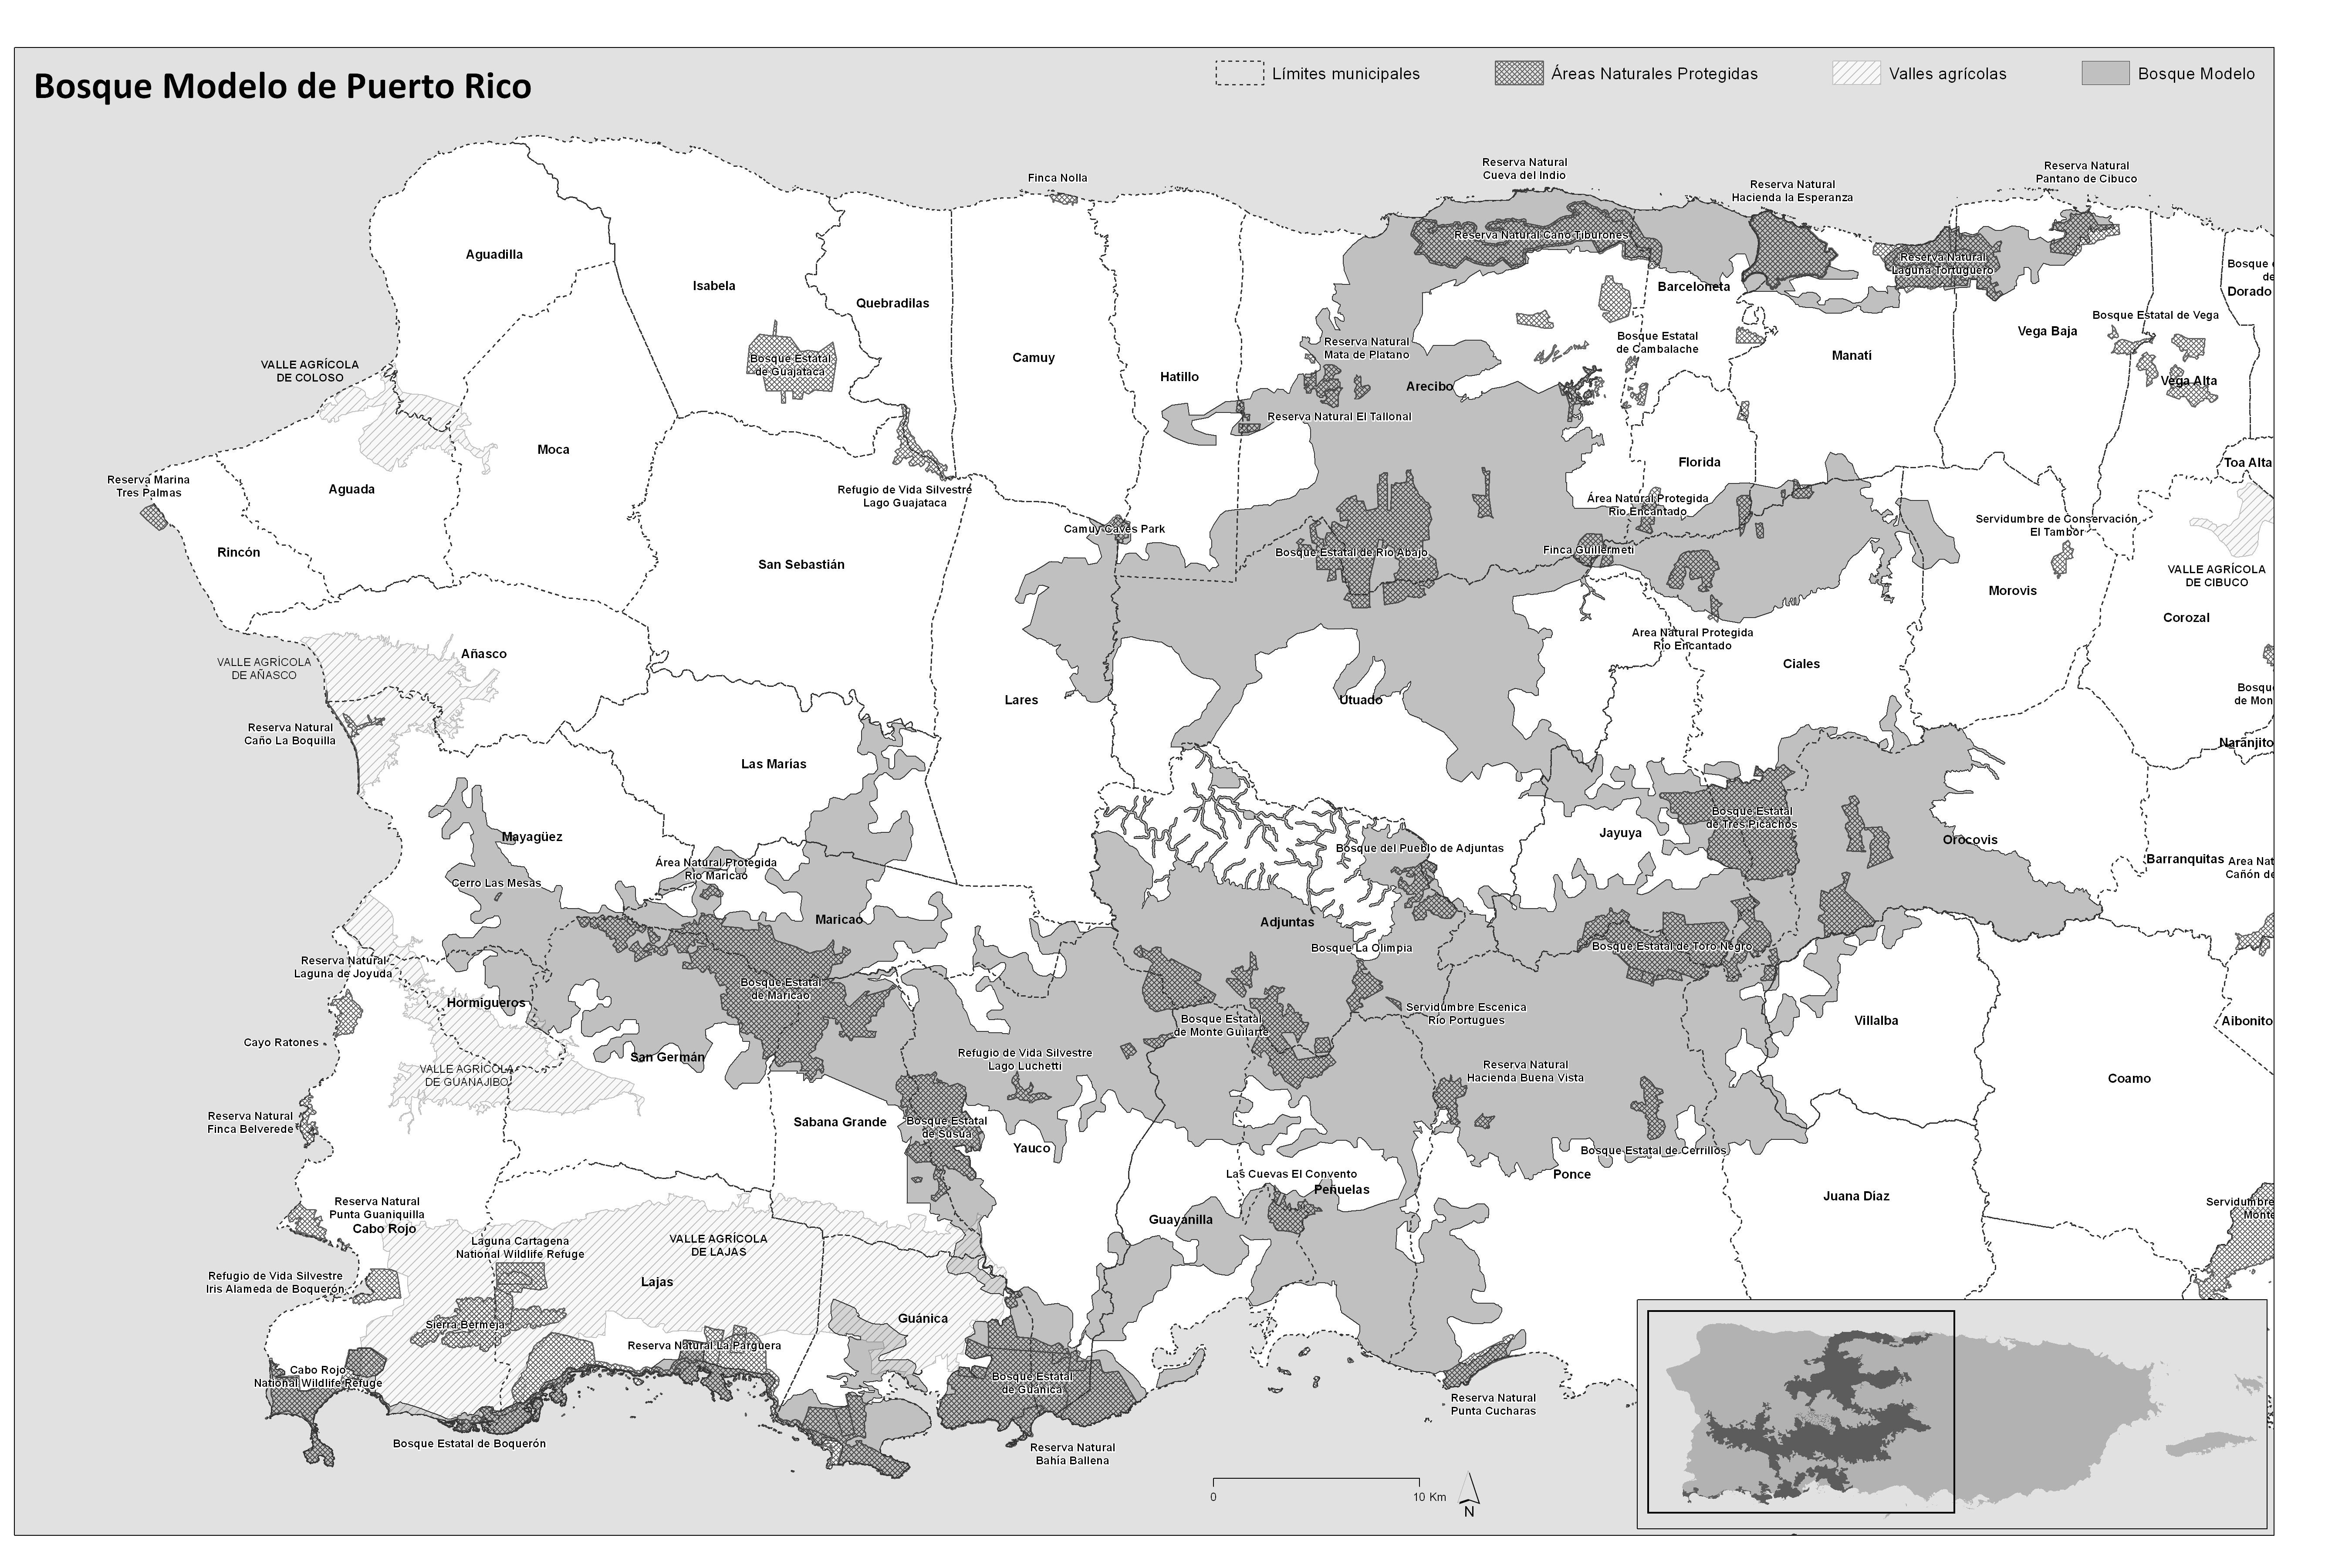 Bosque Modelo de Puerto Rico
Límites municipales
Áreas Naturales Protegidas
Valles agrícolas
Bosque Modelo
Reserva Natural
Cueva del Indio
Finca Nolla
Reserva Natural
Hacienda la Esperanza
Reserva Natural
Pantano de Cibuco
Aguadilla
Isabela
Quebradillas
Reserva Natural Caño Tiburones
Reserva Natural
Laguna Tortuguero
Barceloneta
Dorado
Bosque Estatal de Vega
Vega Baja
VALLE AGRÍCOLA
DE COLOSO
Bosque Estatal
de Guajataca
Camuy
Hatillo
Reserva Natural
Mata de Platano
Arecibo
Bosque Estatal
de Cambalache
Manatí
Vega Alta
Reserva Natural El Tallonal
Moca
Florida
Toa Alta
Reserva Marina
Tres Palmas
Aguada
Refugio de Vida Silvestre
Lago Guajataca
Área Natural Protegida
Rio Encantado
Camuy Caves Park
Servidumbre de Conservación
El Tambor
Rincón
San Sebastián
Bosque Estatal de Rio Abajo
Finca Guillermeti
VALLE AGRÍCOLA
DE CIBUCO
Morovis
Corozal
Area Natural Protegida
Rio Encantado
Añasco
VALLE AGRÍCOLA
DE AÑASCO
Ciales
Lares
Utuado
Reserva Natural
Caño La Boquilla
Naranjito
Las Marias
Mayagüez
Bosque Estatal
de Tres Picachos
Jayuya
Orocovis
Bosque del Pueblo de Adjuntas
Barranquitas
Área Natural Protegida
Rio Maricao
Cerro Las Mesas
Maricao
Adjuntas
Bosque La Olimpia
Bosque Estatal de Toro Negro
Reserva Natural
Laguna de Joyuda
Bosque Estatal
de Maricao
Hormigueros
Servidumbre Escenica
Río Portugues
Bosque Estatal
de Monte Guilarte
Villalba
Aibonito
Cayo Ratones
San Germán
Refugio de Vida Silvestre
Lago Luchetti
VALLE AGRÍCOLA
DE GUANAJIBO
Reserva Natural
Hacienda Buena Vista
Coamo
Reserva Natural
Finca Belverede
Sabana Grande
Bosque Estatal
de Susúa
Yauco
Bosque Estatal de Cerrillos
Ponce
Las Cuevas El Convento
Peñuelas
Juana Díaz
Reserva Natural
Punta Guaniquilla
Cabo Rojo
Guayanilla
Laguna Cartagena
National Wildlife Refuge
VALLE AGRÍCOLA
DE LAJAS
Refugio de Vida Silvestre
Iris Alameda de Boquerón
Lajas
Guánica
Sierra Bermeja
Reserva Natural La Parguera
Cabo Rojo
National Wildlife Refuge
Bosque Estatal
de Guánica
Reserva Natural
Punta Cucharas
Bosque Estatal de Boquerón
Reserva Natural
Bahía Ballena
0 10 Km
N